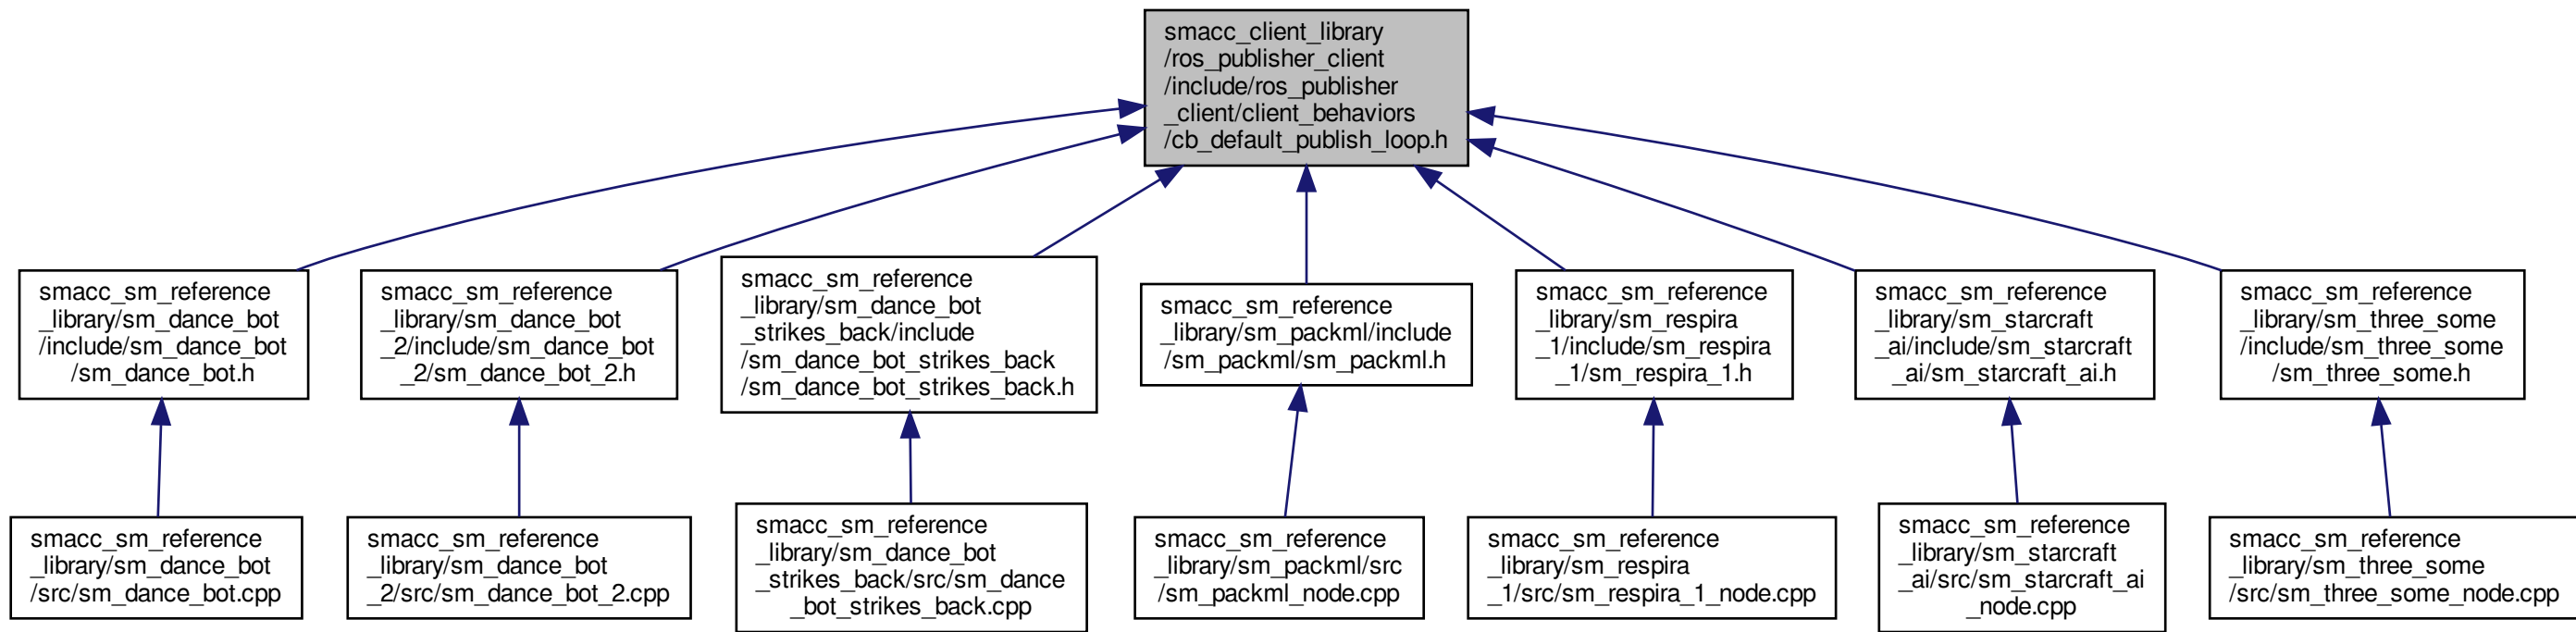 smacc_client_library
/ros_publisher_client
/include/ros_publisher
_client/client_behaviors
/cb_default_publish_loop.h
smacc_sm_reference
_library/sm_dance_bot
/include/sm_dance_bot
/sm_dance_bot.h
smacc_sm_reference
_library/sm_dance_bot
_2/include/sm_dance_bot
_2/sm_dance_bot_2.h
smacc_sm_reference
_library/sm_dance_bot
_strikes_back/include
/sm_dance_bot_strikes_back
/sm_dance_bot_strikes_back.h
smacc_sm_reference
_library/sm_packml/include
/sm_packml/sm_packml.h
smacc_sm_reference
_library/sm_respira
_1/include/sm_respira
_1/sm_respira_1.h
smacc_sm_reference
_library/sm_starcraft
_ai/include/sm_starcraft
_ai/sm_starcraft_ai.h
smacc_sm_reference
_library/sm_three_some
/include/sm_three_some
/sm_three_some.h
smacc_sm_reference
_library/sm_dance_bot
/src/sm_dance_bot.cpp
smacc_sm_reference
_library/sm_dance_bot
_2/src/sm_dance_bot_2.cpp
smacc_sm_reference
_library/sm_dance_bot
_strikes_back/src/sm_dance
_bot_strikes_back.cpp
smacc_sm_reference
_library/sm_packml/src
/sm_packml_node.cpp
smacc_sm_reference
_library/sm_respira
_1/src/sm_respira_1_node.cpp
smacc_sm_reference
_library/sm_starcraft
_ai/src/sm_starcraft_ai
_node.cpp
smacc_sm_reference
_library/sm_three_some
/src/sm_three_some_node.cpp